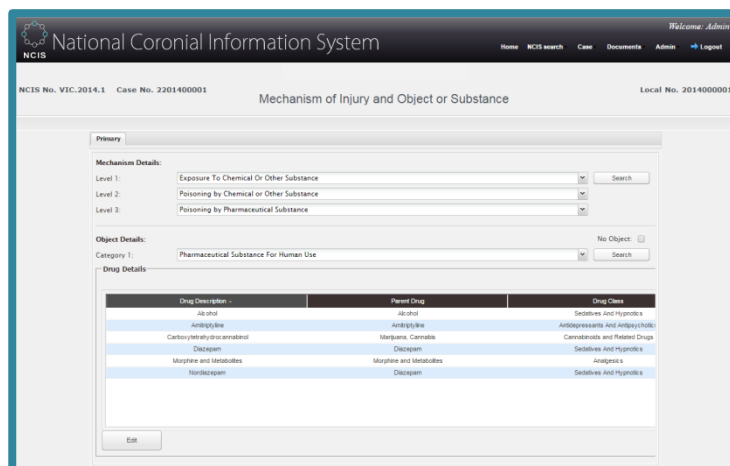 Welcome: Admin
NCIS
National Coronial Information System
Home NCIS search Case Documents Admin Logout
NCIS No. VIC.2014.1 Case No. 2201400001
Local No. 2014000001
Mechanism of Injury and Object or Substance
Primary
Mechanism Details:
Level 1: Exposure To Chemical Or Other Substance Search
Level 2: Poisoning by Chemical or Other Substance
Level 3: Poisoning by Pharmaceutical Substance
Object Details: No Object:
Category 1: Pharmaceutical Substance For Human Use Search
Drug Details
Drug Description Parent Drug Drug Class
Alcohol Alcohol Sedatives And Hypnotics
Amitriptyline Amitriptyline Antidepressants And Antipsychotic
Carboxytetrahydrocannabinol Marijuana, Cannabis Cannabinoids and Related Drugs
Diazepam Diazepam Sedatives And Hypnotics
Morphine and Metabolites Morphine and Metabolites Analgesics
Nordiazepam Diazepam Sedatives And Hypnotics
Edit